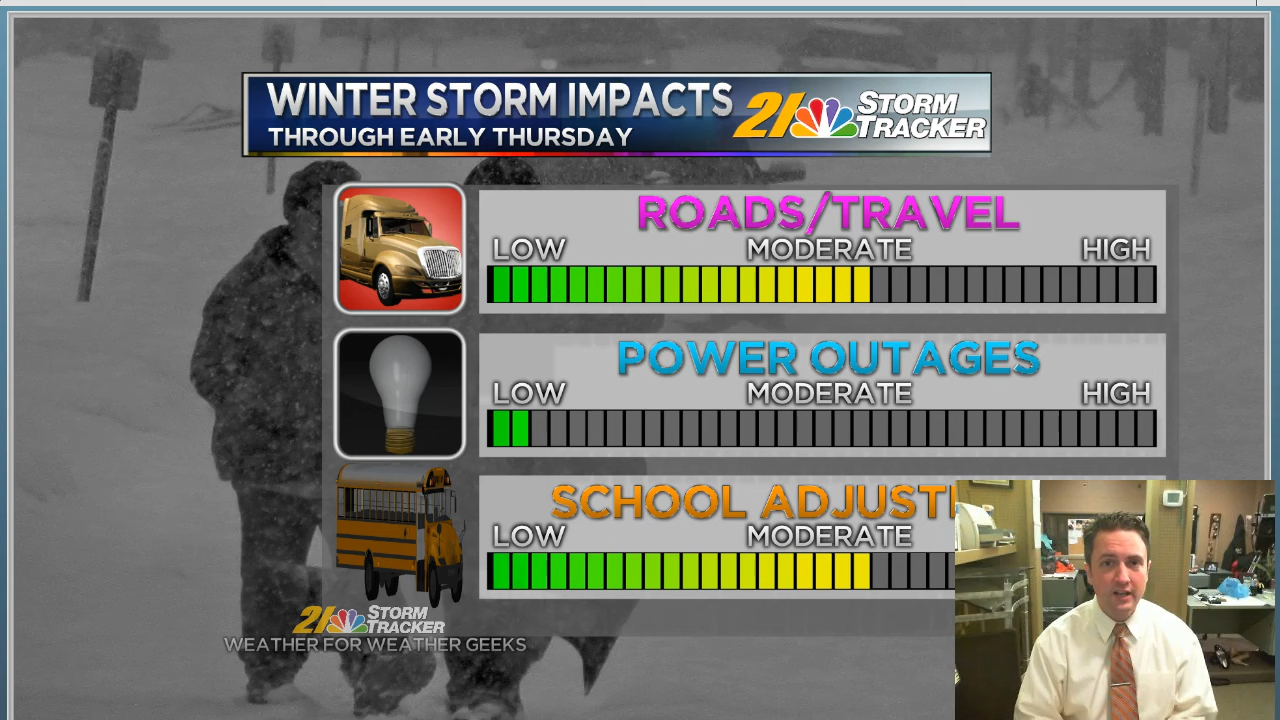 WINTER STORM IMPACTS
THROUGH EARLY THURSDAY
21 STORM TRACKER
ROADS/TRAVEL
LOW MODERATE HIGH
POWER OUTAGES
LOW MODERATE HIGH
SCHOOL
LOW MODERATE
21 STORM TRACKER
WEATHER FOR WEATHER GEEKS